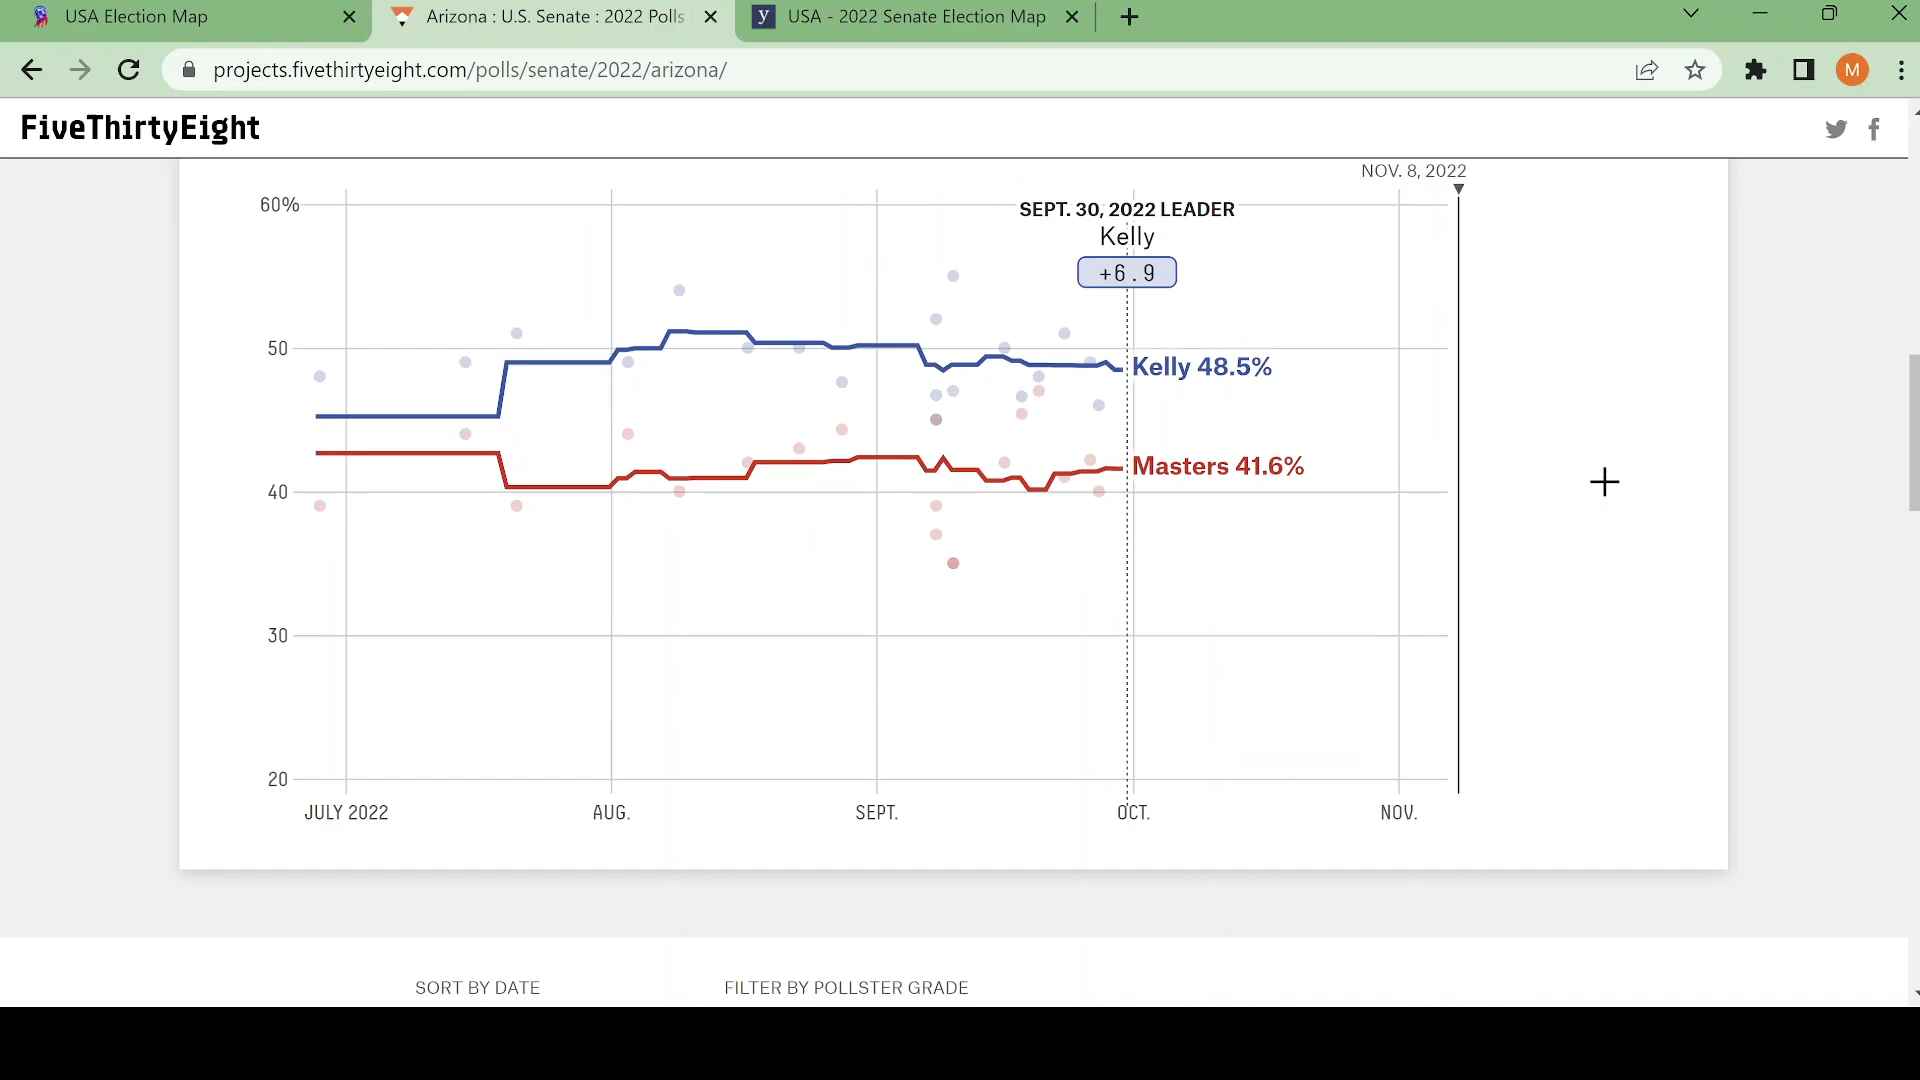 USA Election Map
Arizona : U.S. Senate : 2022 Polls
USA - 2022 Senate Election Map
projects.fivethirtyeight.com/polls/senate/2022/arizona/
M
FiveThirtyEight
NOV. 8, 2022
60%
SEPT. 30, 2022 LEADER
Kelly
+6.9
50
Kelly 48.5%
Masters 41.6%
40
30
20
JULY 2022
AUG.
SEPT.
OCT.
NOV.
SORT BY DATE
FILTER BY POLLSTER GRADE